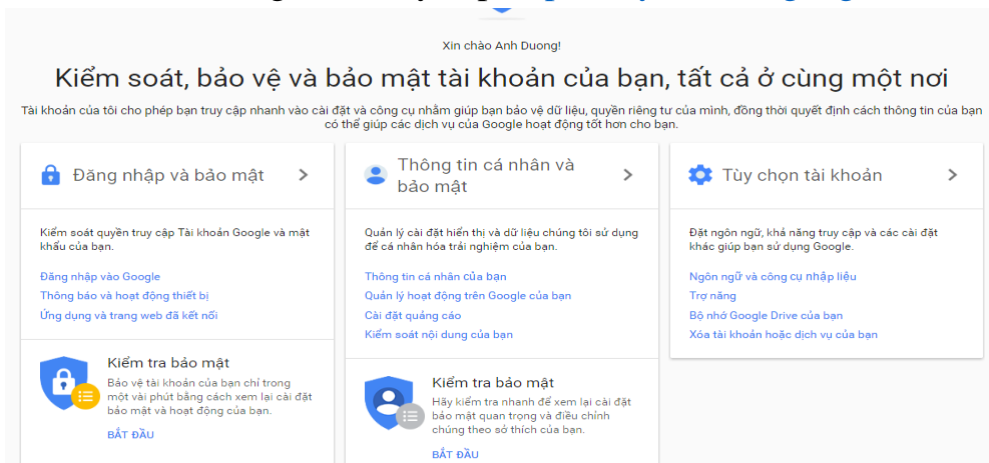 Xin chào Anh Duong!
Kiểm soát, bảo vệ và bảo mật tài khoản của bạn, tất cả ở cùng một nơi
Tài khoản của tôi cho phép bạn truy cập nhanh vào cài đặt và công cụ nhằm giúp bạn bảo vệ dữ liệu, quyền riêng tư của mình, đồng thời quyết định cách thông tin của bạn
có thể giúp các dịch vụ của Google hoạt động tốt hơn cho bạn.
Đăng nhập và bảo mật
Kiểm soát quyền truy cập Tài khoản Google và mật
khẩu của bạn.
Đăng nhập vào Google
Thông báo và hoạt động thiết bị
Ứng dụng và trang web đã kết nối
Kiểm tra bảo mật
Bảo vệ tài khoản của bạn chỉ trong
một vài phút bằng cách xem lại cài đặt
bảo mật và hoạt động của bạn.
BẮT ĐẦU
Thông tin cá nhân và
bảo mật
Quản lý cài đặt hiển thị và dữ liệu chúng tôi sử dụng
để cá nhân hóa trải nghiệm của bạn.
Thông tin cá nhân của bạn
Quản lý hoạt động trên Google của bạn
Cài đặt quảng cáo
Kiểm soát nội dung của bạn
Kiểm tra bảo mật
Hãy kiểm tra nhanh để xem lại cài đặt
bảo mật quan trọng và điều chỉnh
chúng theo sở thích của bạn.
BẮT ĐẦU
Tùy chọn tài khoản
Đặt ngôn ngữ, khả năng truy cập và các cài đặt
khác giúp bạn sử dụng Google.
Ngôn ngữ và công cụ nhập liệu
Trợ năng
Bộ nhớ Google Drive của bạn
Xóa tài khoản hoặc dịch vụ của bạn